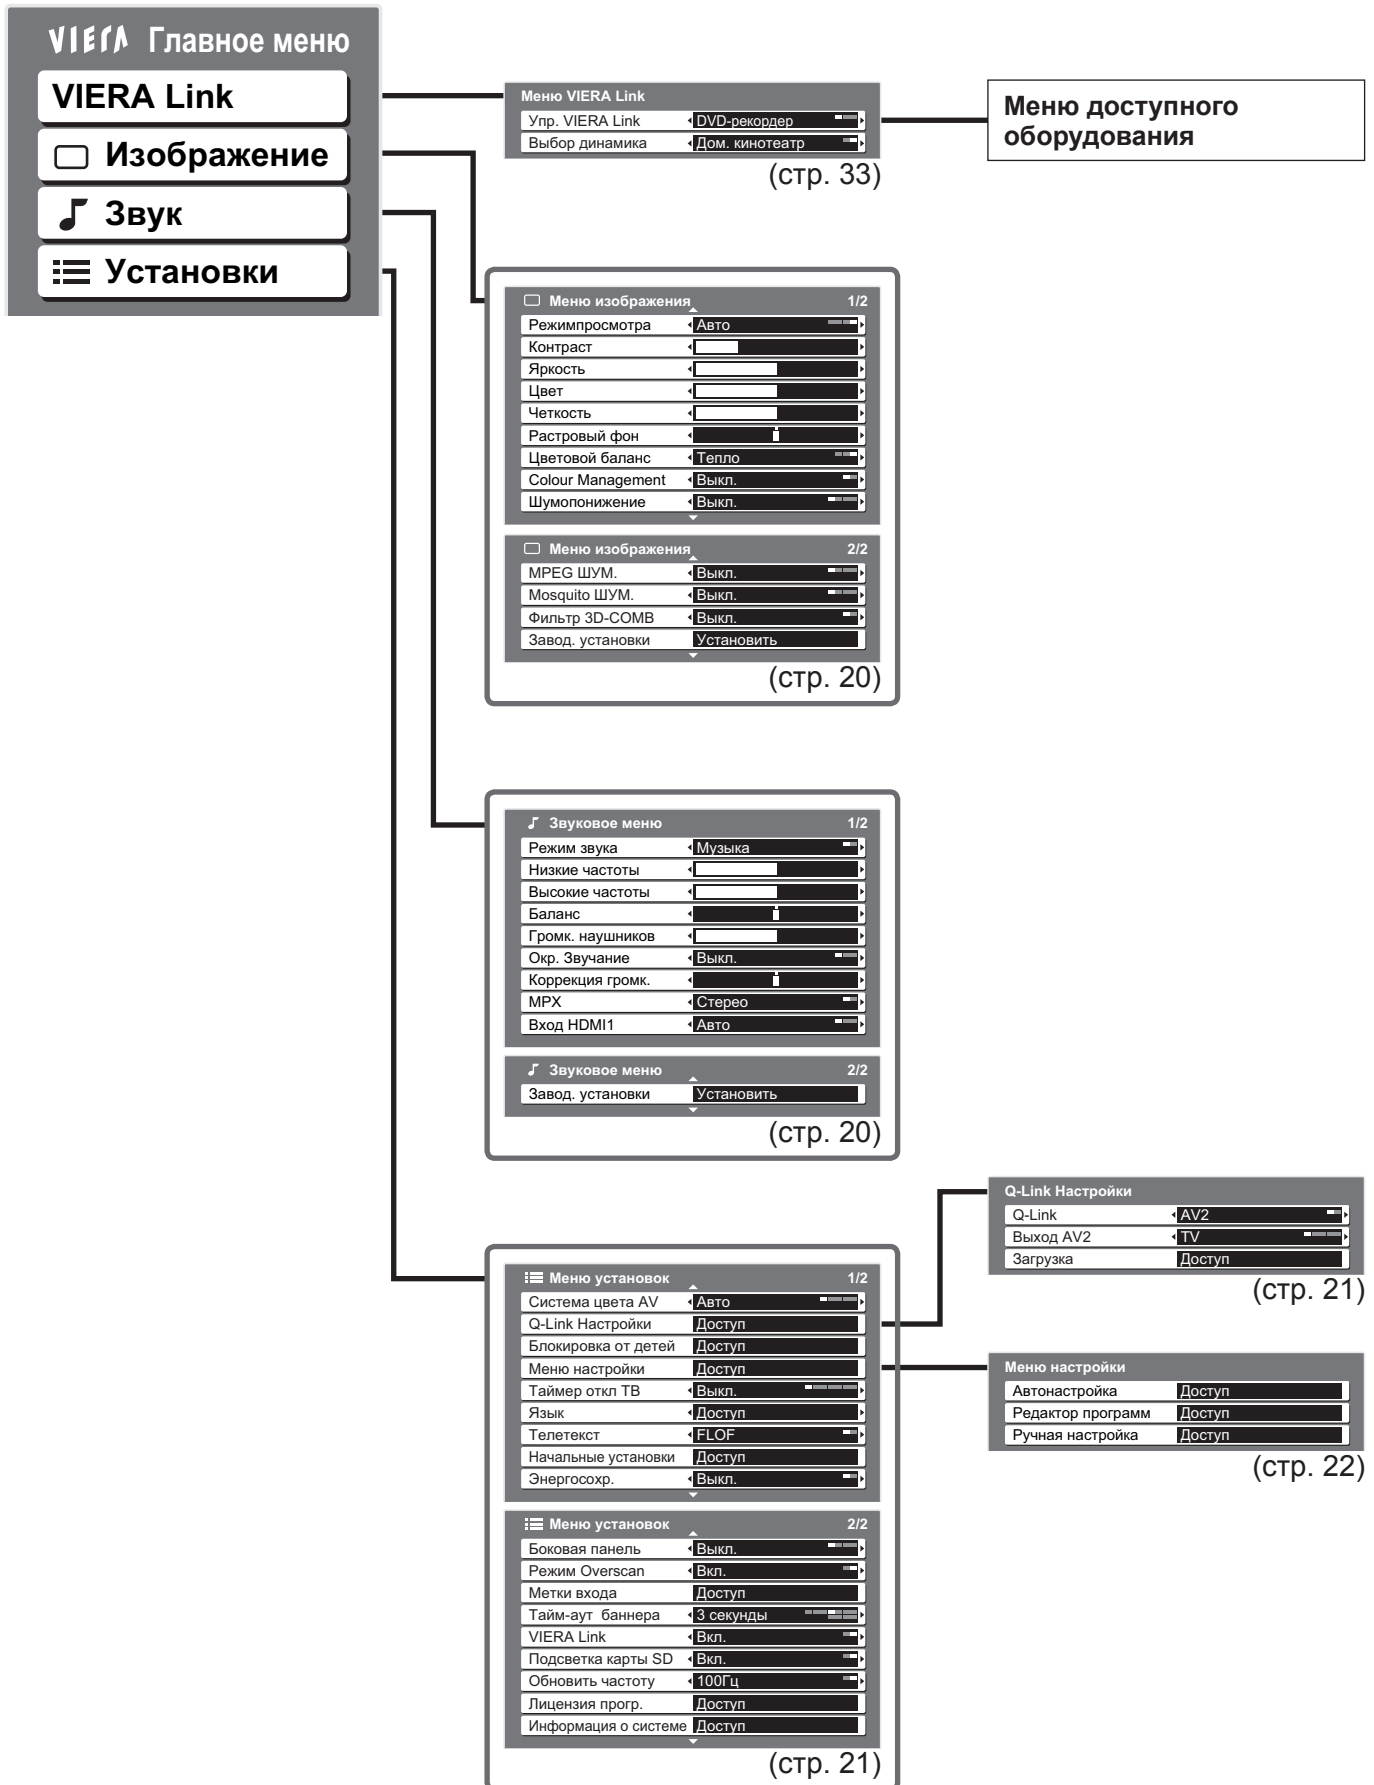 VIERA Главное меню
VIERA Link
Изображение
Звук
Установки
Меню VIERA Link
Упр. VIERA Link DVD-рекордер
Выбор динамика Дом. кинотеатр
(стр. 33)
Меню доступного
оборудования
Меню изображения 1/2
Режимпросмотра Авто
Контраст
Яркость
Цвет
Четкость
Растровый фон
Цветовой баланс Тепло
Colour Management Выкл.
Шумопонижение Выкл.
Меню изображения 2/2
MPEG ШУМ. Выкл.
Mosquito ШУМ. Выкл.
Фильтр 3D-COMB Выкл.
Завод. установки Установить
(стр. 20)
Звуковое меню 1/2
Режим звука Музыка
Низкие частоты
Высокие частоты
Баланс
Громк. наушников
Окр. Звучание Выкл.
Коррекция громк.
MPX Стерео
Вход HDMI1 Авто
Звуковое меню 2/2
Завод. установки Установить
(стр. 20)
Меню установок 1/2
Система цвета AV Авто
Q-Link Настройки Доступ
Блокировка от детей Доступ
Меню настройки Доступ
Таймер откл ТВ Выкл.
Язык Доступ
Телетекст FLOF
Начальные установки Доступ
Энергосохр. Выкл.
Меню установок 2/2
Боковая панель Выкл.
Режим Overscan Вкл.
Метки входа Доступ
Тайм-аут баннера 3 секунды
VIERA Link Вкл.
Подсветка карты SD Вкл.
Обновить частоту 100Гц
Лицензия прогр. Доступ
Информация о системе Доступ
(стр. 21)
Q-Link Настройки
Q-Link AV2
Выход AV2 TV
Загрузка Доступ
(стр. 21)
Меню настройки
Автонастройка Доступ
Редактор программ Доступ
Ручная настройка Доступ
(стр. 22)